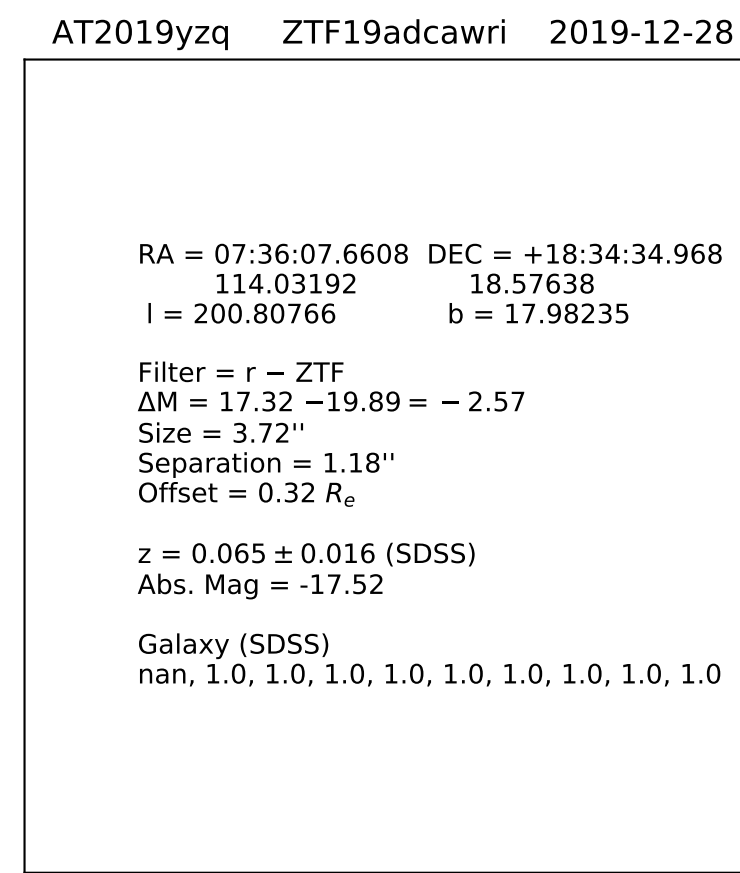 AT2019yzq ZTF19adcawri 2019-12-28
RA = 07:36:07.6608 DEC = +18:34:34.968
114.03192 18.57638
l = 200.80766 b = 17.98235
Filter = r − ZTF
ΔM = 17.32 −19.89 = − 2.57
Size = 3.72''
Separation = 1.18''
Offset = 0.32 Rₑ
z = 0.065 ± 0.016 (SDSS)
Abs. Mag = -17.52
Galaxy (SDSS)
nan, 1.0, 1.0, 1.0, 1.0, 1.0, 1.0, 1.0, 1.0, 1.0